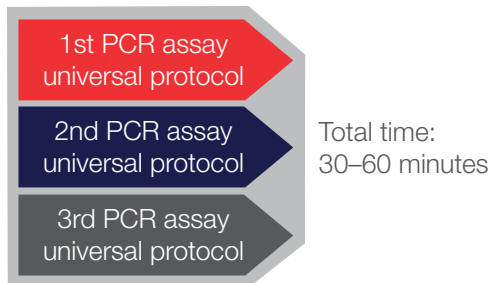 1st PCR assay
universal protocol
2nd PCR assay
universal protocol
3rd PCR assay
universal protocol
Total time:
30–60 minutes